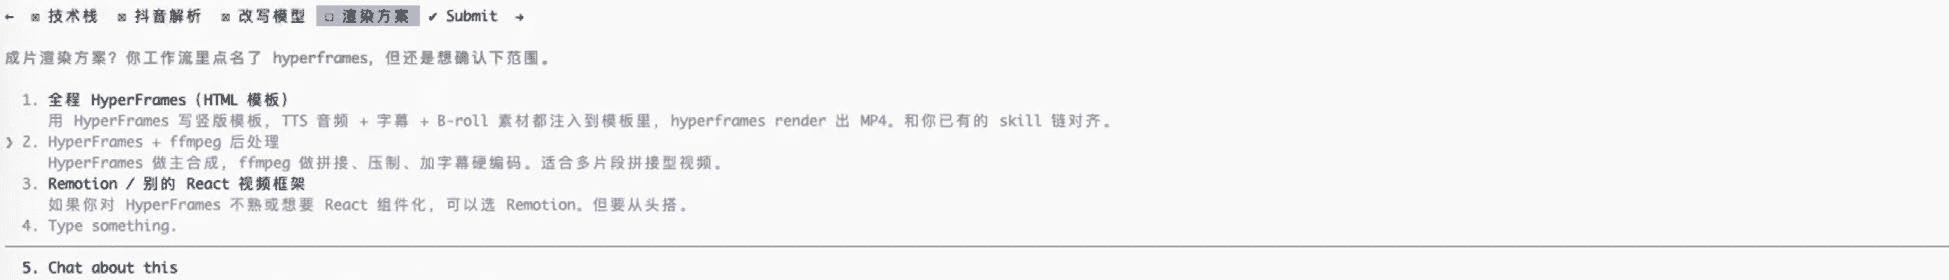 ← ☒ 技术栈 ☒ 抖音解析 ☒ 改写模型 ☐ 渲染方案 ✔ Submit →
成片渲染方案？你工作流里点名了 hyperframes，但还是想确认下范围。
1. 全程 HyperFrames（HTML 模板）
用 HyperFrames 写竖版模板，TTS 音频 + 字幕 + B-roll 素材都注入到模板里，hyperframes render 出 MP4。和你已有的 skill 链对齐。
❯ 2. HyperFrames + ffmpeg 后处理
HyperFrames 做主合成，ffmpeg 做拼接、压制、加字幕硬编码。适合多片段拼接型视频。
3. Remotion / 别的 React 视频框架
如果你对 HyperFrames 不熟或想要 React 组件化，可以选 Remotion。但要从头搭。
4. Type something.
5. Chat about this